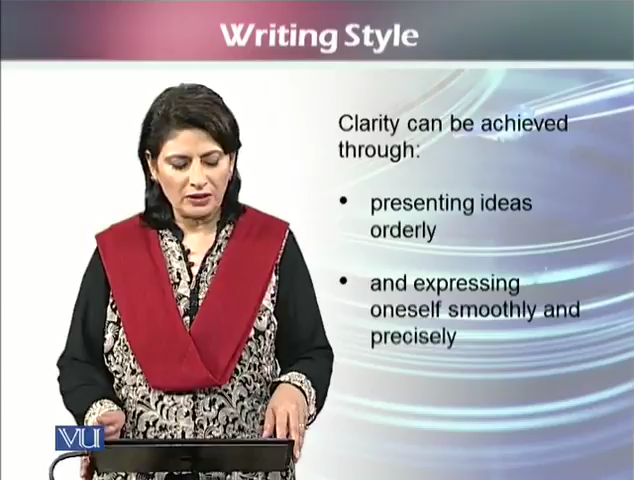 Writing Style
Clarity can be achieved
through:
• presenting ideas
orderly
• and expressing
oneself smoothly and
precisely
VU